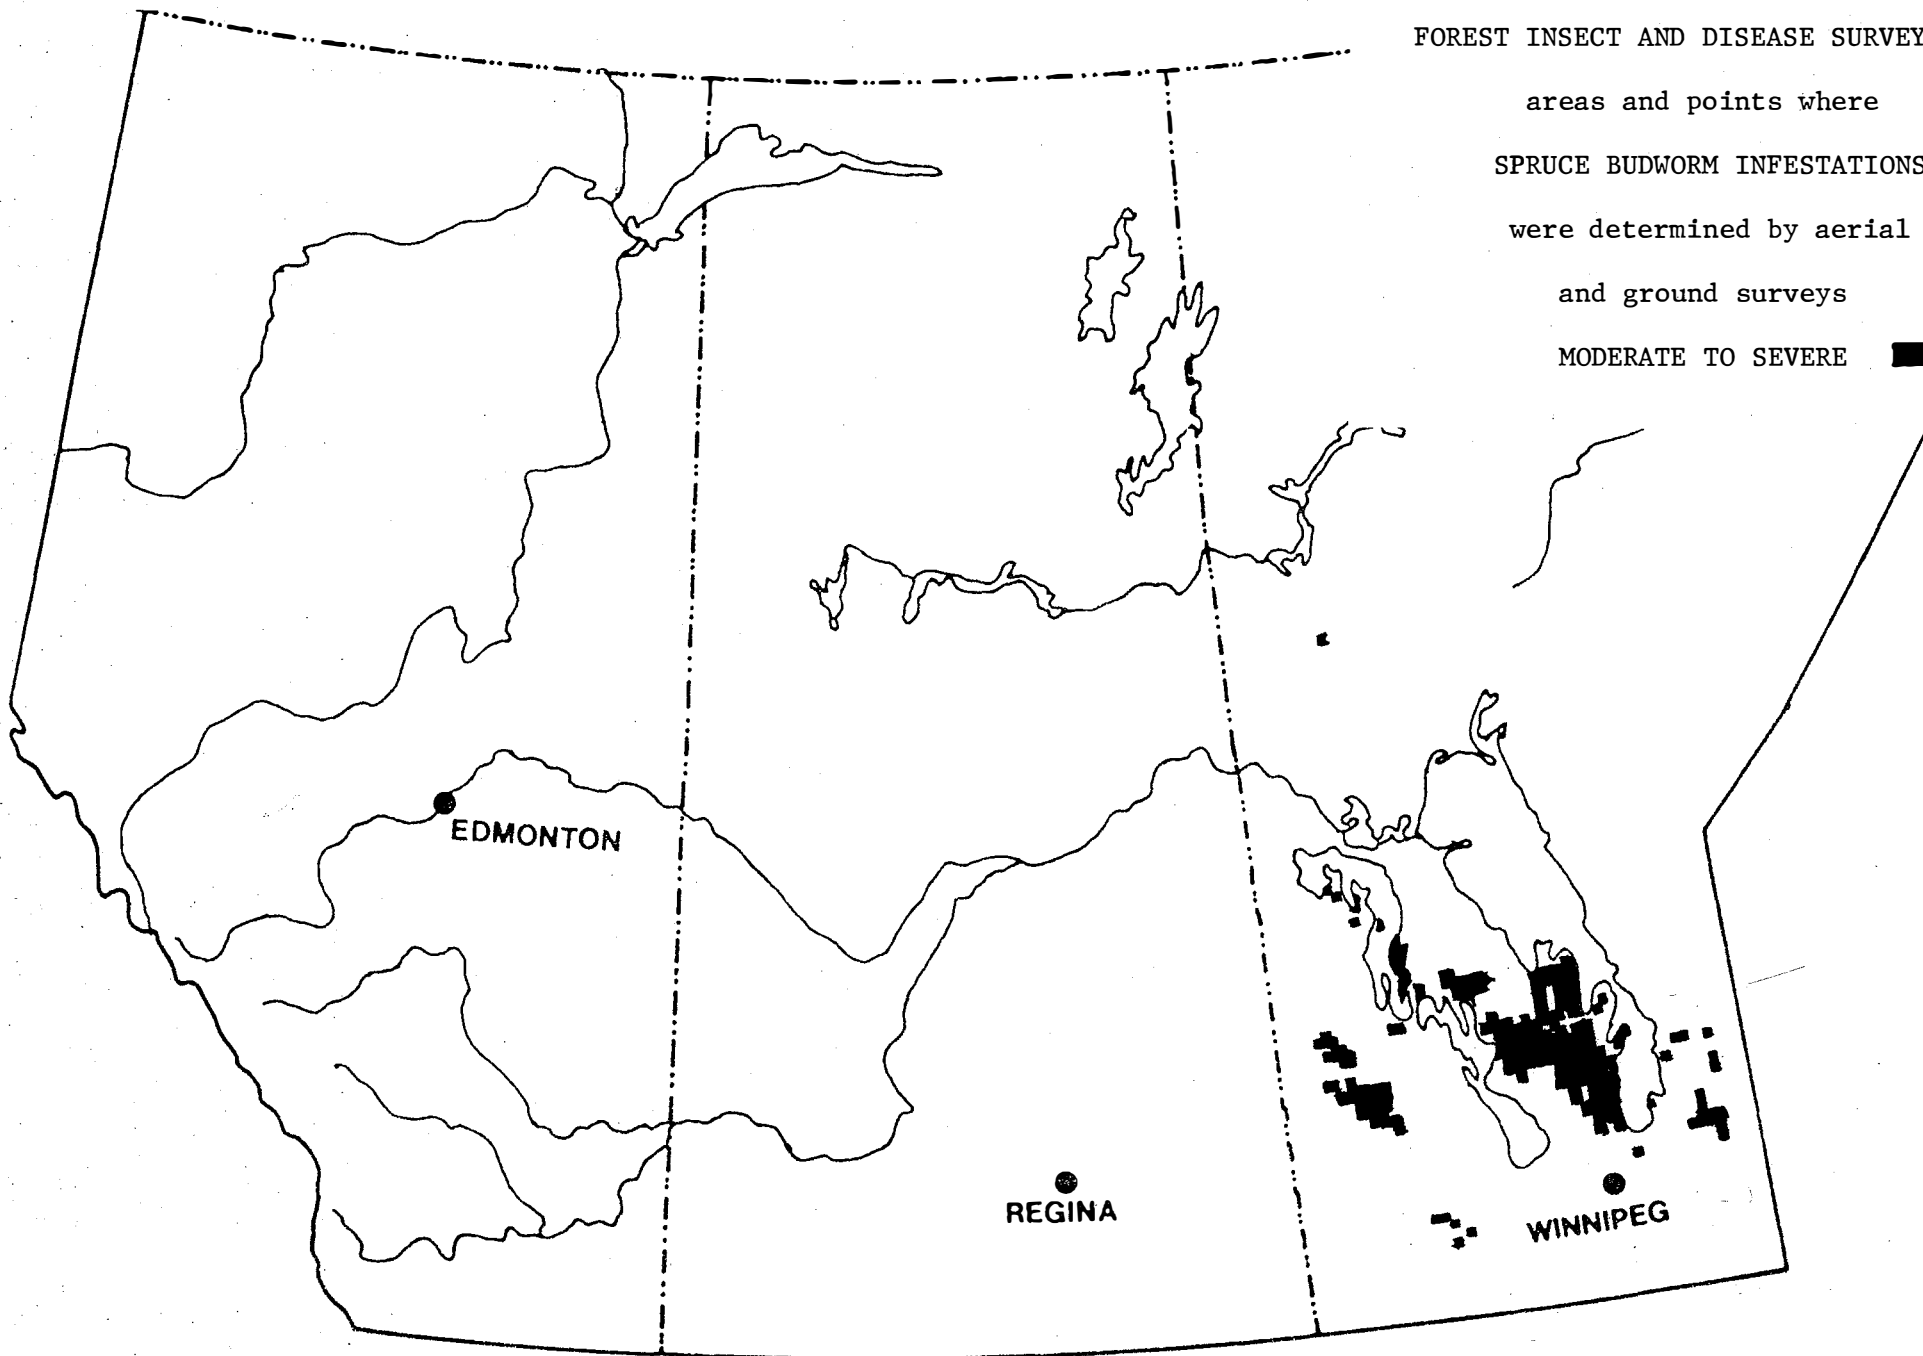 FOREST INSECT AND DISEASE SURVEY
areas and points where
SPRUCE BUDWORM INFESTATIONS
were determined by aerial
and ground surveys
MODERATE TO SEVERE
EDMONTON
REGINA
WINNIPEG